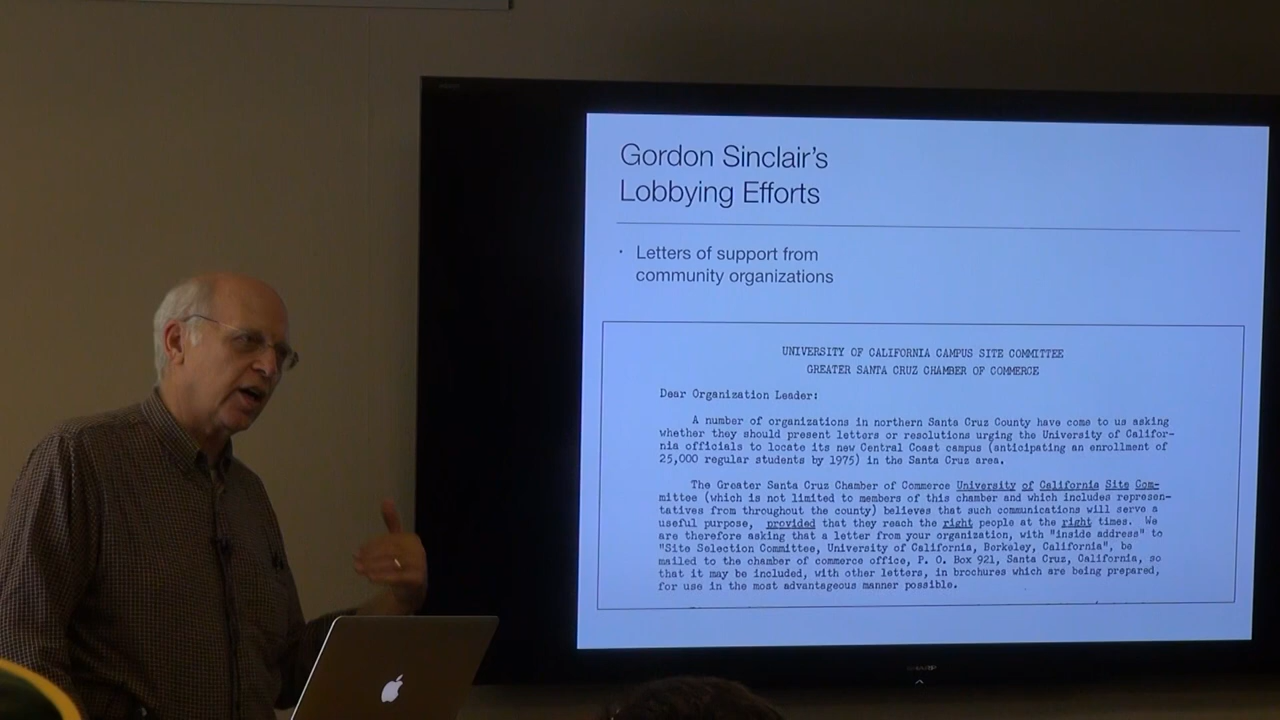 Gordon Sinclair's
Lobbying Efforts
• Letters of support from
community organizations
UNIVERSITY OF CALIFORNIA CAMPUS SITE COMMITTEE
GREATER SANTA CRUZ CHAMBER OF COMMERCE
Dear Organization Leader:
A number of organizations in northern Santa Cruz County have come to us asking
whether they should present letters or resolutions urging the University of Califor-
nia officials to locate its new Central Coast campus (anticipating an enrollment of
25,000 regular students by 1975) in the Santa Cruz area.
The Greater Santa Cruz Chamber of Commerce University of California Site Com-
mittee (which is not limited to members of this chamber and which includes represen-
tatives from throughout the county) believes that such communications will serve a
useful purpose, provided that they reach the right people at the right times. We
are therefore asking that a letter from your organization, with "inside address" to
"Site Selection Committee, University of California, Berkeley, California", be
mailed to the chamber of commerce office, P. O. Box 921, Santa Cruz, California, so
that it may be included, with other letters, in brochures which are being prepared,
for use in the most advantageous manner possible.
SHARP